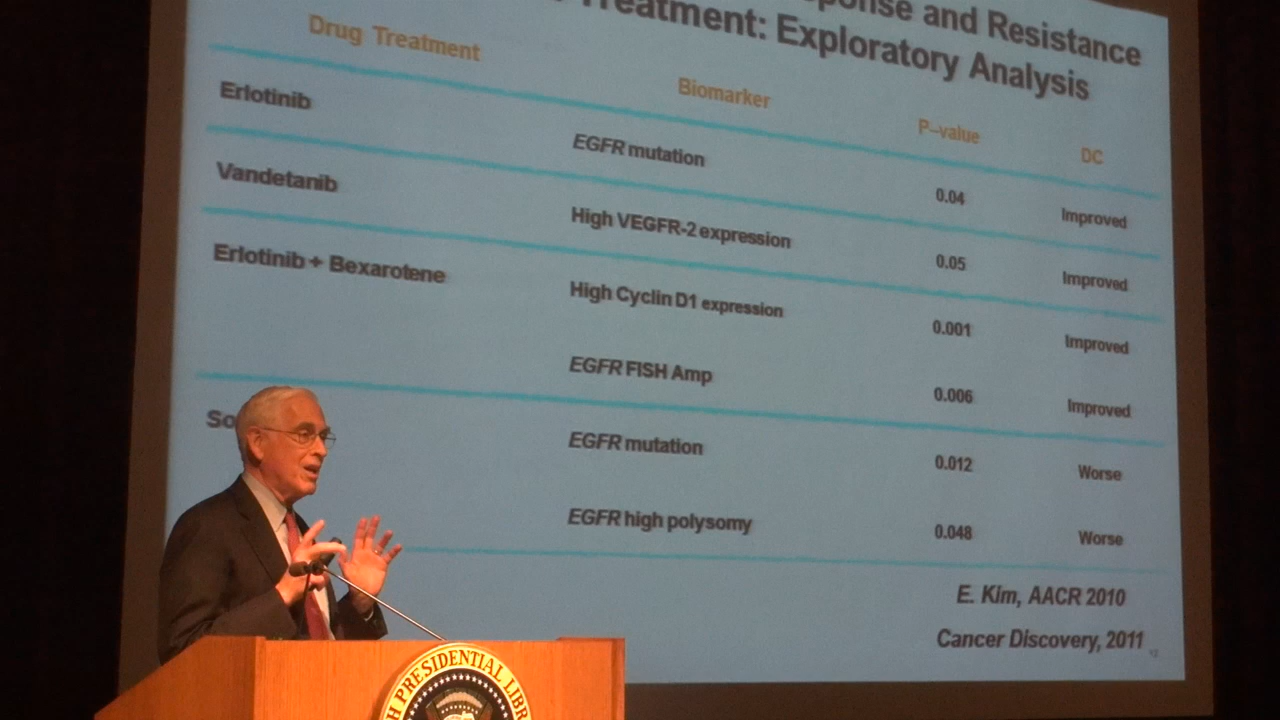 and Resistance
Treatment: Exploratory Analysis
Drug Treatment Biomarker P–value DC
Erlotinib EGFR mutation 0.04 Improved
Vandetanib High VEGFR-2 expression 0.05 Improved
Erlotinib + Bexarotene High Cyclin D1 expression 0.001 Improved
EGFR FISH Amp 0.006 Improved
EGFR mutation 0.012 Worse
EGFR high polysomy 0.048 Worse
E. Kim, AACR 2010
Cancer Discovery, 2011
PRESIDENTIAL